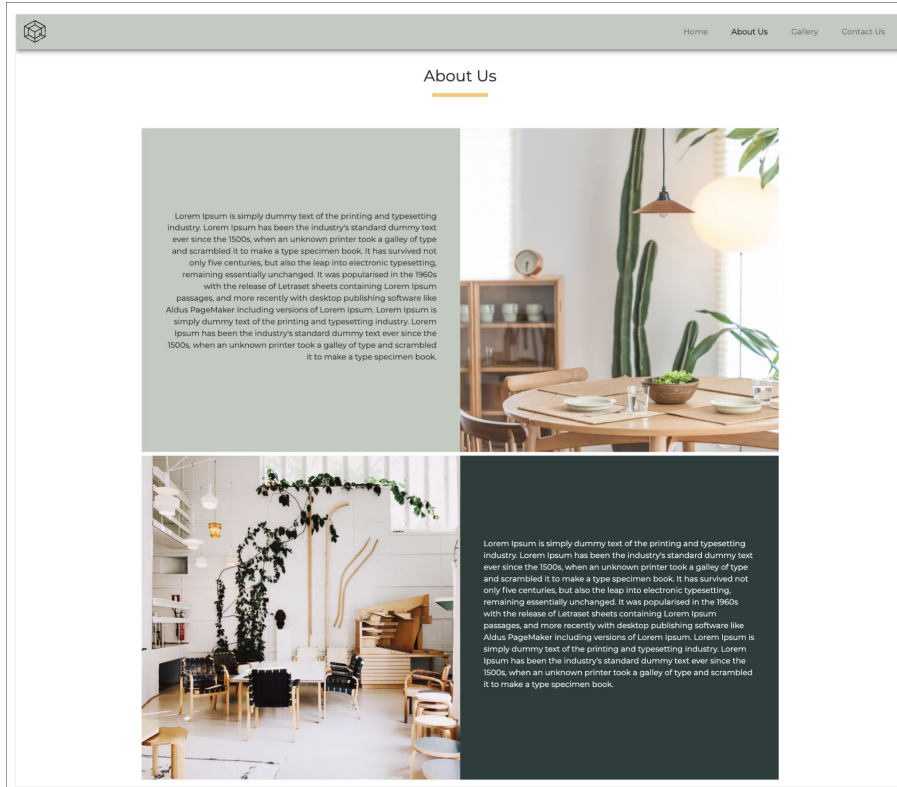 Home About Us Gallery Contact Us
About Us
Lorem Ipsum is simply dummy text of the printing and typesetting
industry. Lorem Ipsum has been the industry's standard dummy text
ever since the 1500s, when an unknown printer took a galley of type
and scrambled it to make a type specimen book. It has survived not
only five centuries, but also the leap into electronic typesetting,
remaining essentially unchanged. It was popularised in the 1960s
with the release of Letraset sheets containing Lorem Ipsum
passages, and more recently with desktop publishing software like
Aldus PageMaker including versions of Lorem Ipsum. Lorem Ipsum is
simply dummy text of the printing and typesetting industry. Lorem
Ipsum has been the industry's standard dummy text ever since the
1500s, when an unknown printer took a galley of type and scrambled
it to make a type specimen book.
Lorem Ipsum is simply dummy text of the printing and typesetting
industry. Lorem Ipsum has been the industry's standard dummy text
ever since the 1500s, when an unknown printer took a galley of type
and scrambled it to make a type specimen book. It has survived not
only five centuries, but also the leap into electronic typesetting,
remaining essentially unchanged. It was popularised in the 1960s
with the release of Letraset sheets containing Lorem Ipsum
passages, and more recently with desktop publishing software like
Aldus PageMaker including versions of Lorem Ipsum. Lorem Ipsum is
simply dummy text of the printing and typesetting industry. Lorem
Ipsum has been the industry's standard dummy text ever since the
1500s, when an unknown printer took a galley of type and scrambled
it to make a type specimen book.